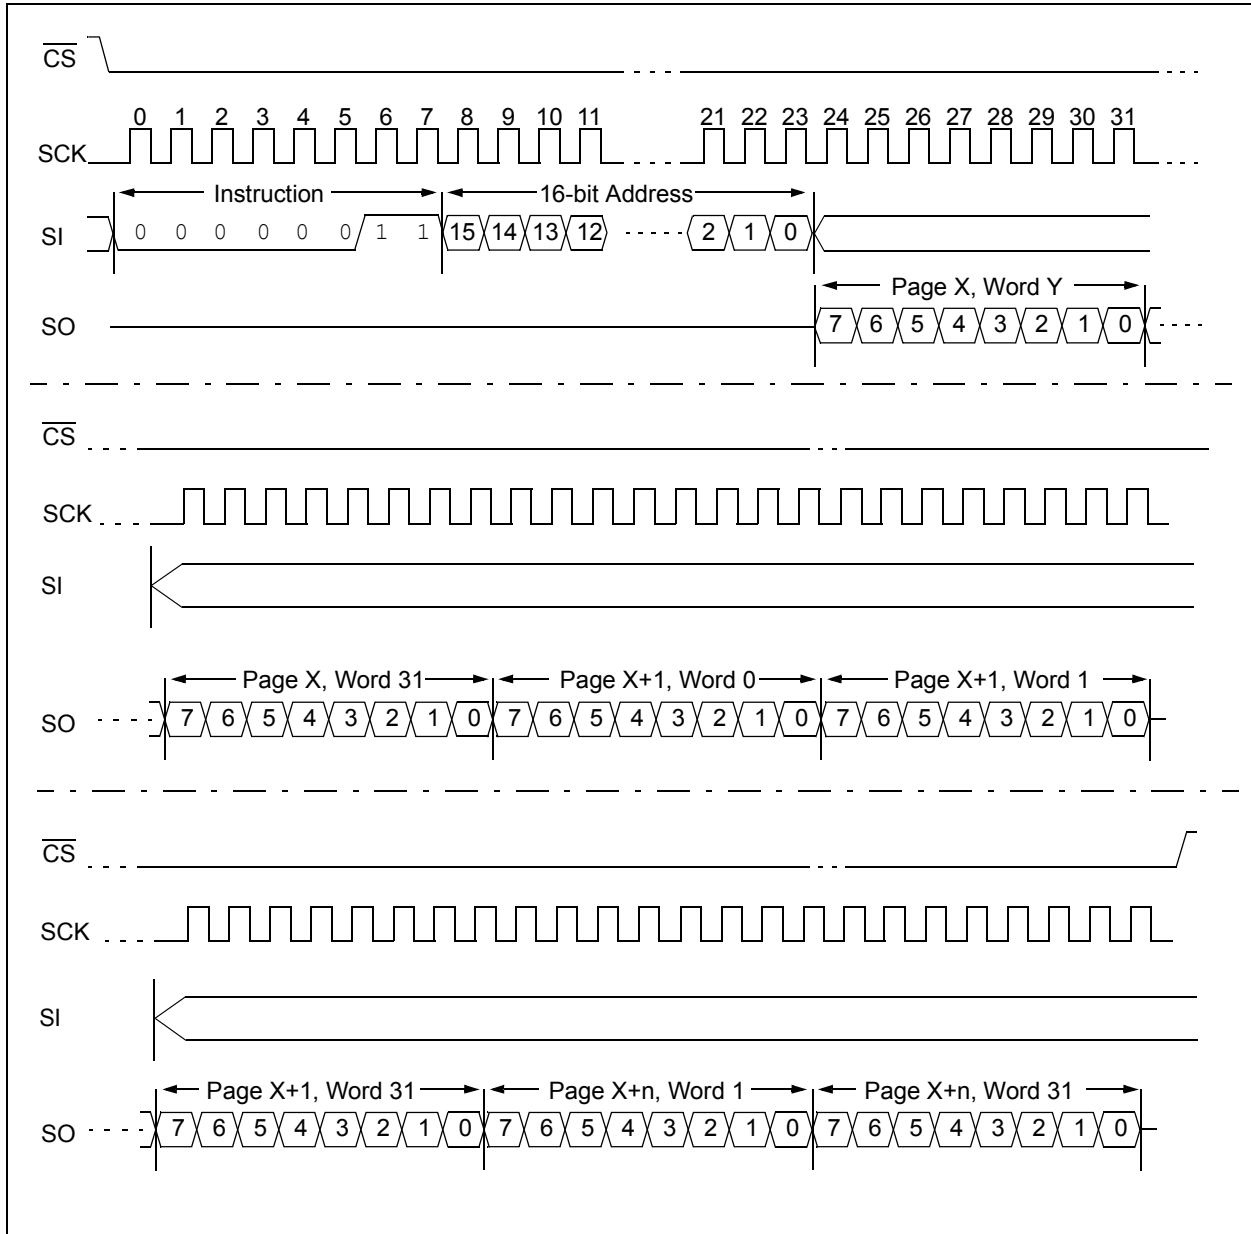 CS
0 1 2 3 4 5 6 7 8 9 10 11 21 22 23 24 25 26 27 28 29 30 31
SCK
Instruction 16-bit Address
SI 0 0 0 0 0 0 1 1 15 14 13 12 2 1 0
Page X, Word Y
SO 7 6 5 4 3 2 1 0
CS
SCK
SI
Page X, Word 31 Page X+1, Word 0 Page X+1, Word 1
SO 7 6 5 4 3 2 1 0 7 6 5 4 3 2 1 0 7 6 5 4 3 2 1 0
CS
SCK
SI
Page X+1, Word 31 Page X+n, Word 1 Page X+n, Word 31
SO 7 6 5 4 3 2 1 0 7 6 5 4 3 2 1 0 7 6 5 4 3 2 1 0